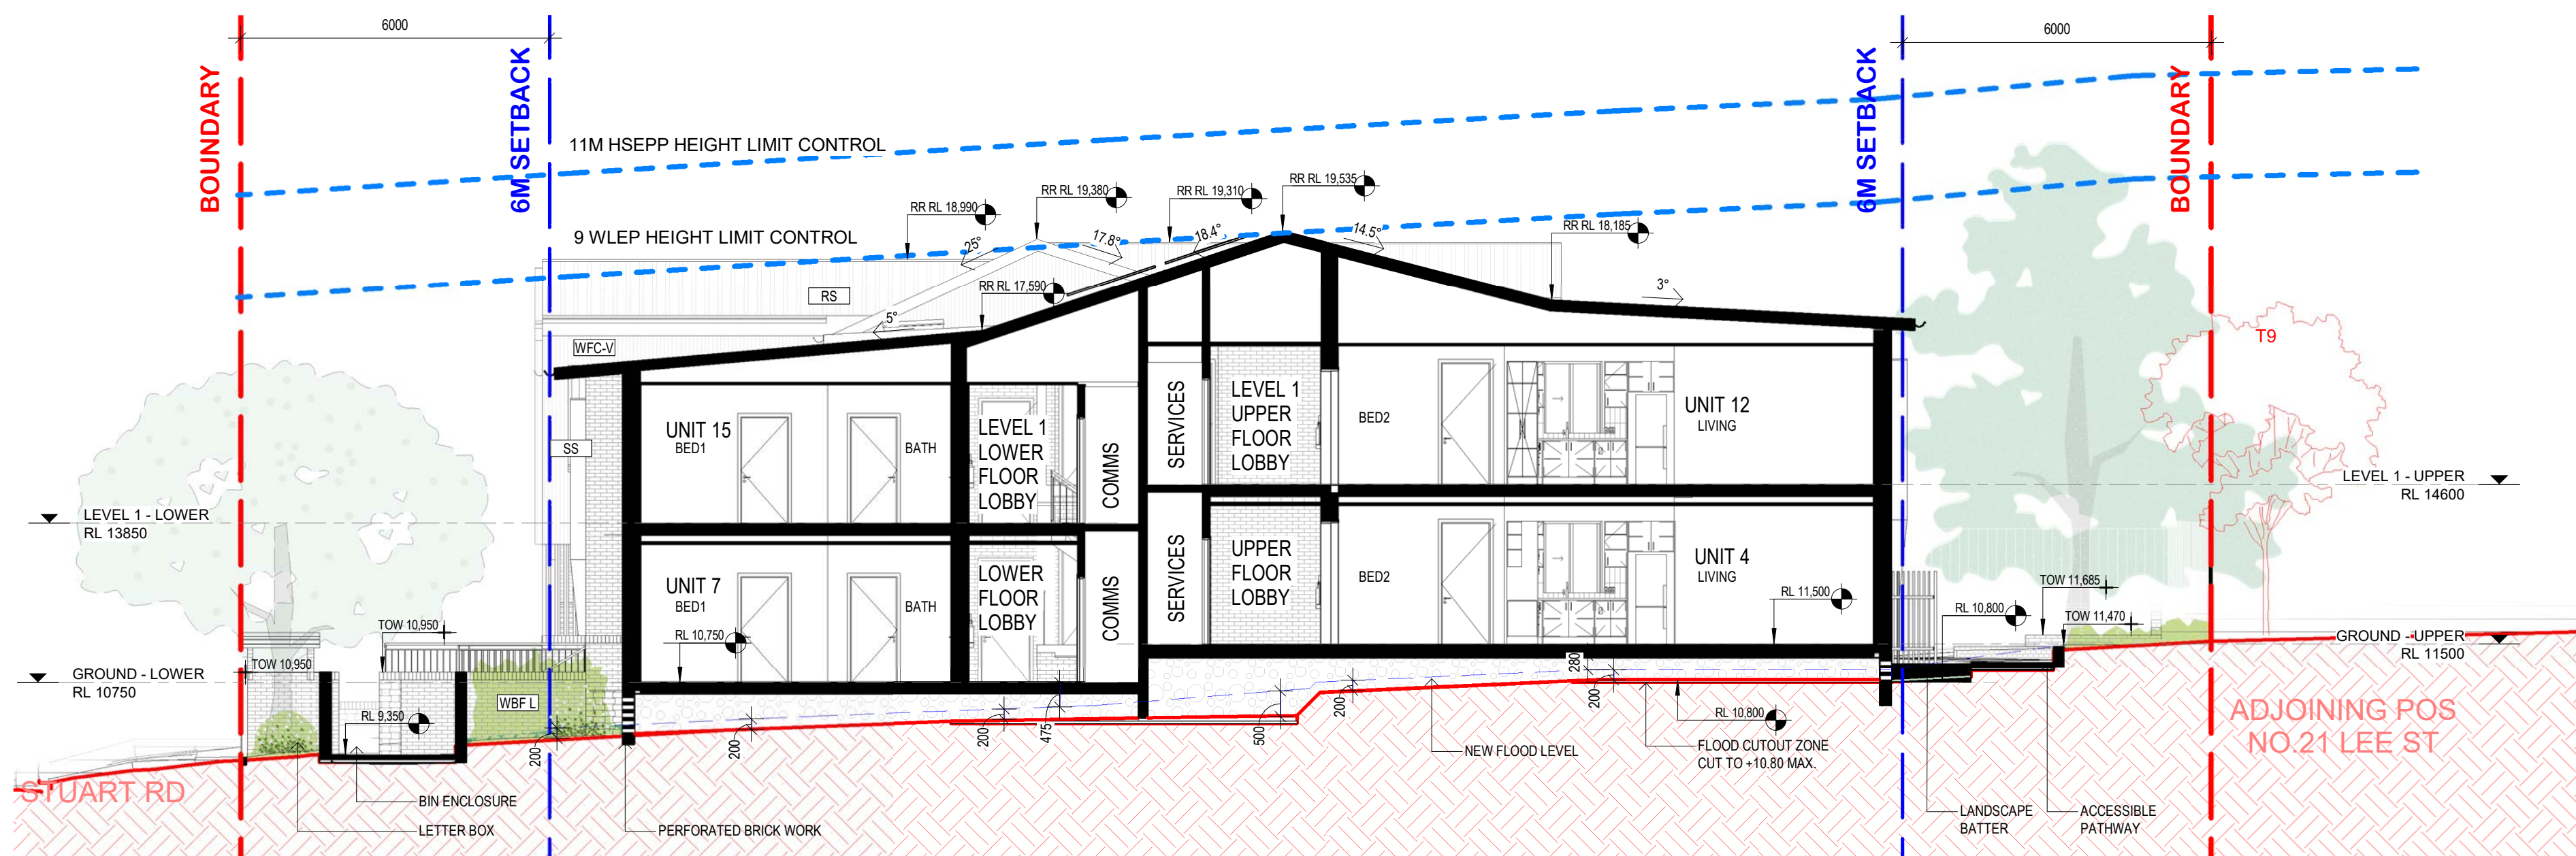 6000
6000
BOUNDARY
6M SETBACK
6M SETBACK
BOUNDARY
11M HSEPP HEIGHT LIMIT CONTROL
9 WLEP HEIGHT LIMIT CONTROL
RR RL 18,990
RR RL 19,380
RR RL 19,310
RR RL 19,535
RR RL 18,185
RR RL 17,590
25°
17.8°
18.4°
14.5°
3°
5°
RS
WFC-V
SS
T9
UNIT 15
BED1
BATH
LEVEL 1
LOWER
FLOOR
LOBBY
COMMS
SERVICES
LEVEL 1
UPPER
FLOOR
LOBBY
BED2
UNIT 12
LIVING
LEVEL 1 - LOWER
RL 13850
LEVEL 1 - UPPER
RL 14600
UNIT 7
BED1
BATH
LOWER
FLOOR
LOBBY
COMMS
SERVICES
UPPER
FLOOR
LOBBY
BED2
UNIT 4
LIVING
RL 11,500
RL 10,750
RL 10,800
TOW 11,685
TOW 11,470
TOW 10,950
TOW 10,950
GROUND - LOWER
RL 10750
GROUND - UPPER
RL 11500
WBF L
RL 9,350
200
200
200
475
500
200
280
200
RL 10,800
NEW FLOOD LEVEL
FLOOD CUTOUT ZONE
CUT TO +10.80 MAX.
STUART RD
ADJOINING POS
NO.21 LEE ST
BIN ENCLOSURE
LETTER BOX
PERFORATED BRICK WORK
LANDSCAPE
BATTER
ACCESSIBLE
PATHWAY